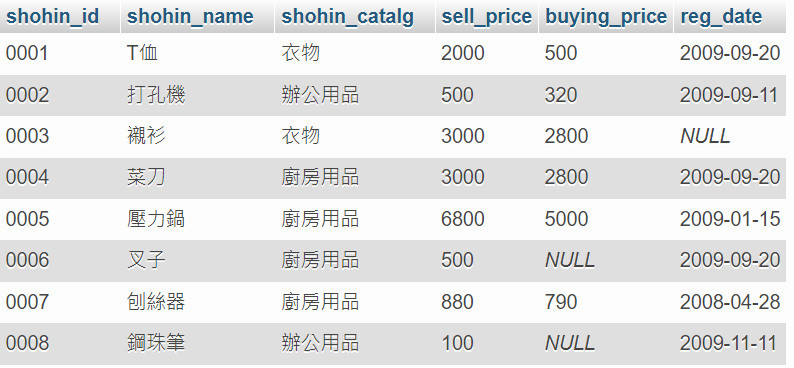 shohin_id shohin_name shohin_catalg sell_price buying_price reg_date
0001 T恤 衣物 2000 500 2009-09-20
0002 打孔機 辦公用品 500 320 2009-09-11
0003 襯衫 衣物 3000 2800 NULL
0004 菜刀 廚房用品 3000 2800 2009-09-20
0005 壓力鍋 廚房用品 6800 5000 2009-01-15
0006 叉子 廚房用品 500 NULL 2009-09-20
0007 刨絲器 廚房用品 880 790 2008-04-28
0008 鋼珠筆 辦公用品 100 NULL 2009-11-11